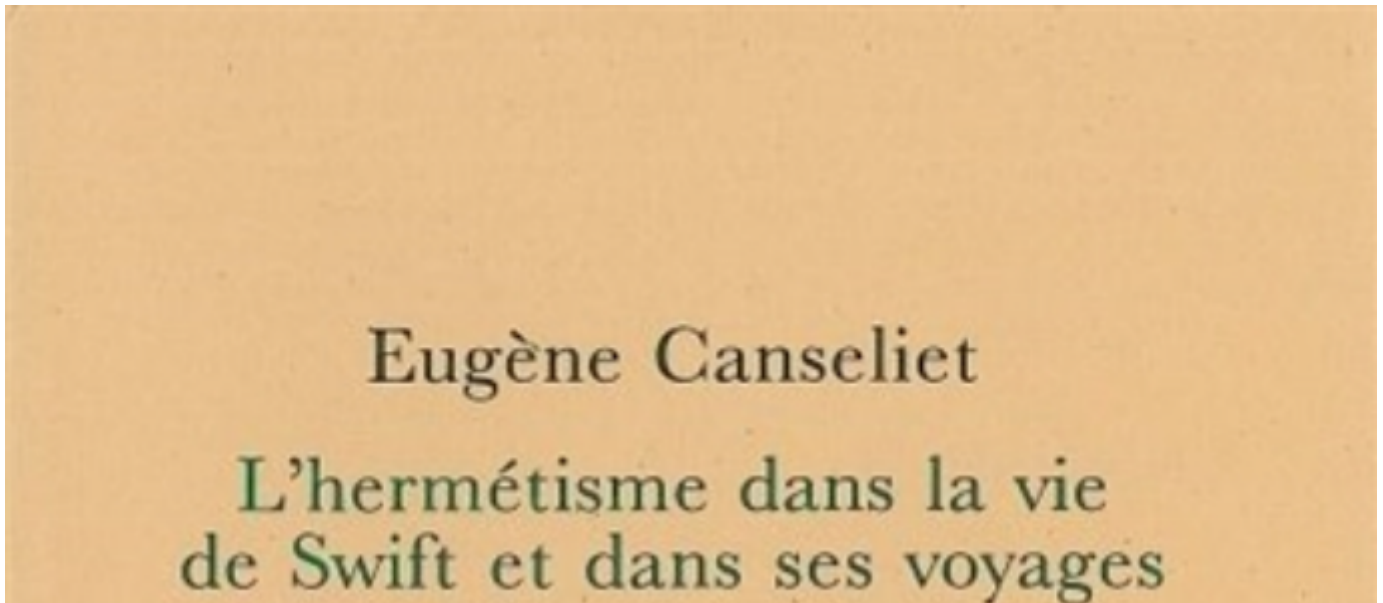 Eugène Canseliet
L'hermétisme dans la vie
de Swift et dans ses voyages